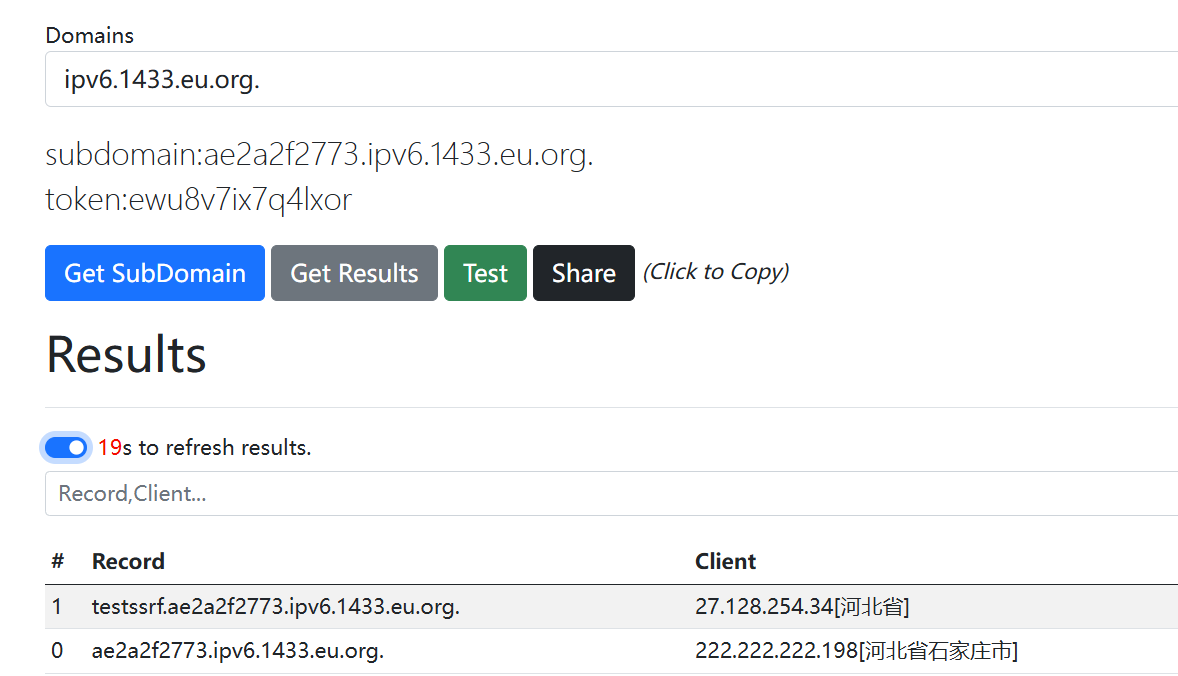 Domains
ipv6.1433.eu.org.
subdomain:ae2a2f2773.ipv6.1433.eu.org.
token:ewu8v7ix7q4lxor
Get SubDomain Get Results Test Share (Click to Copy)
Results
19s to refresh results.
Record,Client...
# Record Client
1 testssrf.ae2a2f2773.ipv6.1433.eu.org. 27.128.254.34[河北省]
0 ae2a2f2773.ipv6.1433.eu.org. 222.222.222.198[河北省石家庄市]